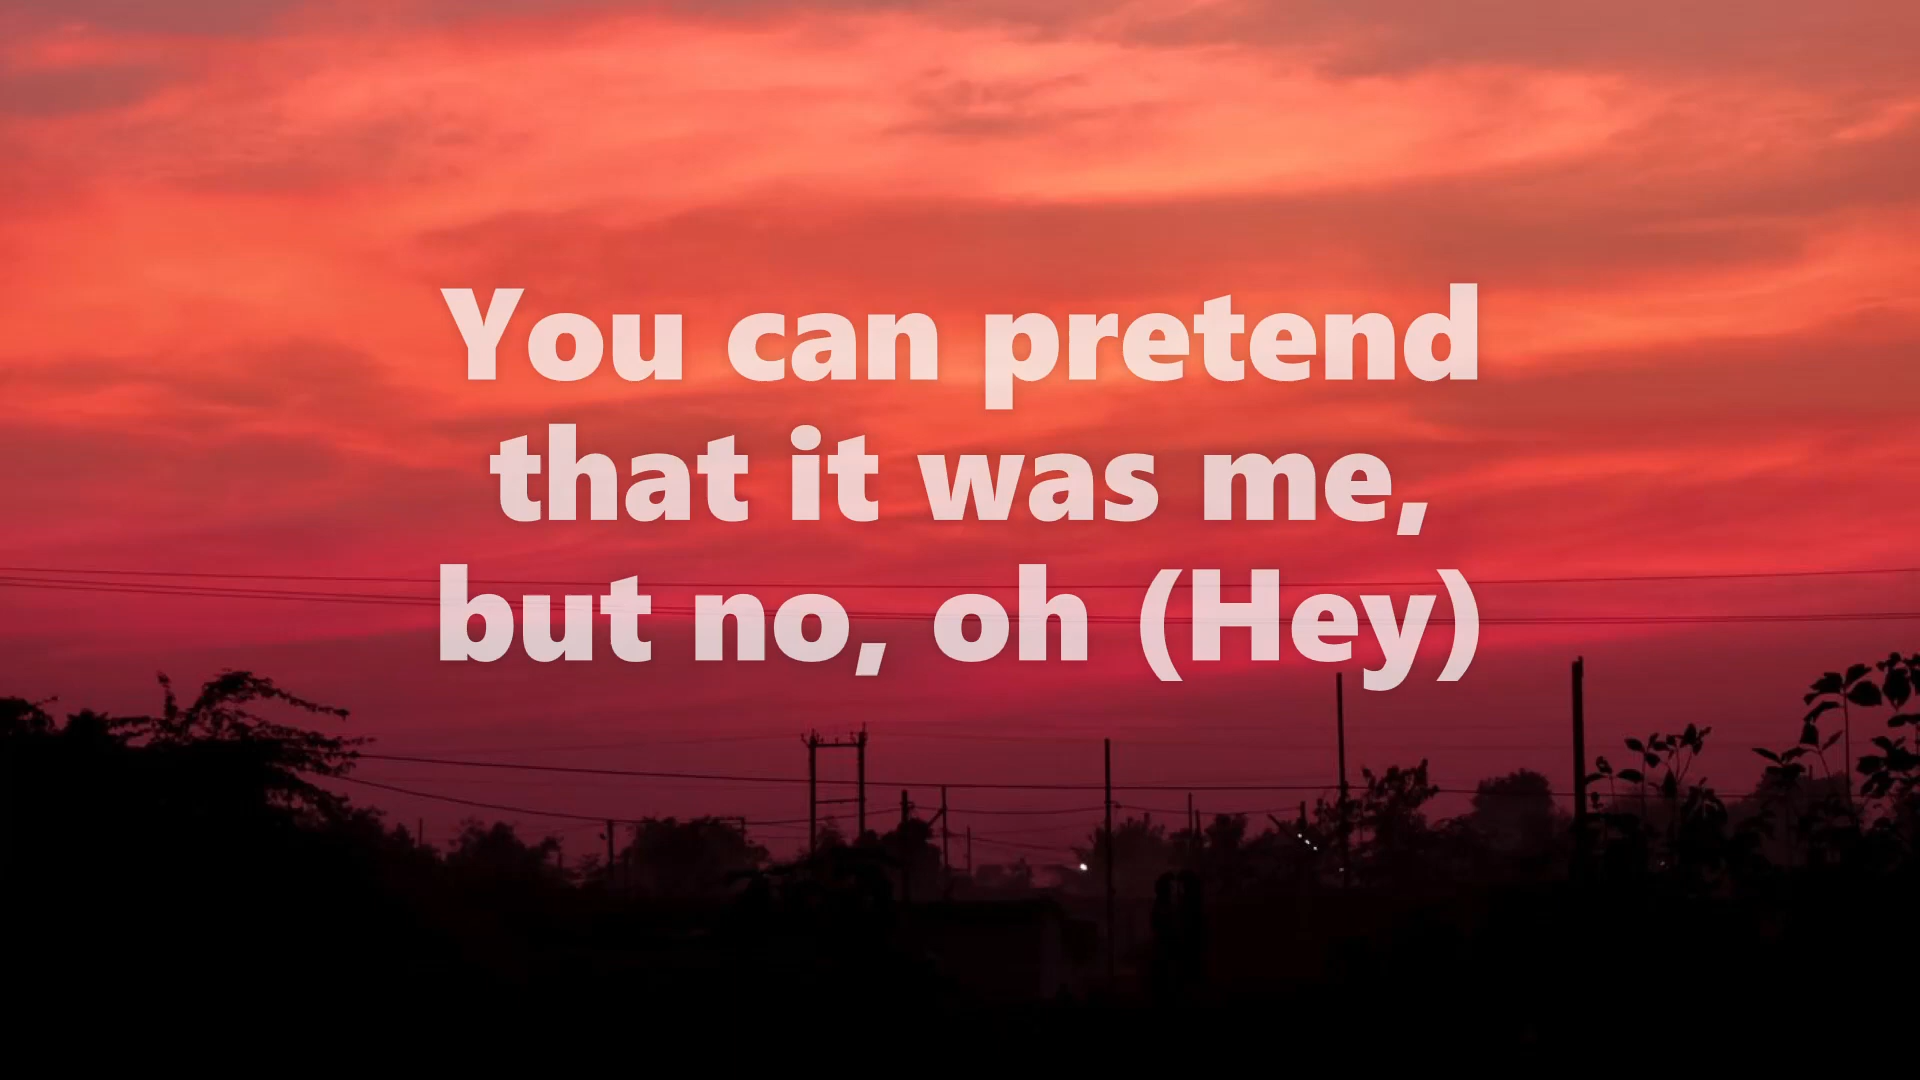 You can pretend
that it was me,
but no, oh (Hey)